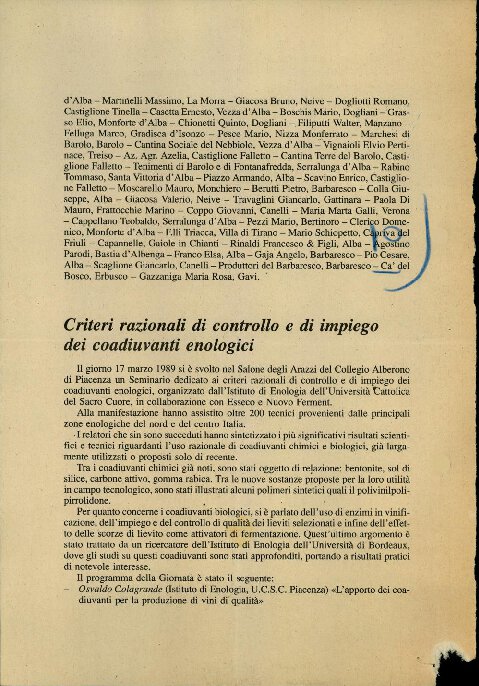 d'Alba – Martinelli Massimo, La Morra – Giacosa Bruno, Neive – Dogliotti Romano,
Castiglione Tinella – Casetta Ernesto, Vezza d'Alba – Boschis Mario, Dogliani – Gras-
so Elio, Monforte d'Alba – Chionetti Quinto, Dogliani – Filiputti Walter, Manzano –
Felluga Marco, Gradisca d'Isonzo – Pesce Mario, Nizza Monferrato – Marchesi di
Barolo, Barolo – Cantina Sociale del Nebbiolo, Vezza d'Alba – Vignaioli Elvio Perti-
nace, Treiso – Az. Agr. Azelia, Castiglione Falletto – Cantina Terre del Barolo, Casti-
glione Falletto – Tenimenti di Barolo e di Fontanafredda, Serralunga d'Alba – Rabino
Tommaso, Santa Vittoria d'Alba – Piazzo Armando, Alba – Scavino Enrico, Castiglio-
ne Falletto – Moscarello Mauro, Monchiero – Berutti Pietro, Barbaresco – Colla Giu-
seppe, Alba – Giacosa Valerio, Neive – Travaglini Giancarlo, Gattinara – Paola Di
Mauro, Frattocchie Marino – Coppo Giovanni, Canelli – Maria Marta Galli, Verona
– Cappellano Teobaldo, Serralunga d'Alba – Pezzi Mario, Bertinoro – Clerico Dome-
nico, Monforte d'Alba – F.lli Triacca, Villa di Tirano – Mario Schiopetto, Capriva del
Friuli – Capannelle, Gaiole in Chianti – Rinaldi Francesco & Figli, Alba – Agostino
Parodi, Bastia d'Albenga – Franco Elsa, Alba – Gaja Angelo, Barbaresco – Pio Cesare,
Alba – Scaglione Giancarlo, Canelli – Produttori del Barbaresco, Barbaresco – Ca' del
Bosco, Erbusco – Gazzaniga Maria Rosa, Gavi.
Criteri razionali di controllo e di impiego
dei coadiuvanti enologici
Il giorno 17 marzo 1989 si è svolto nel Salone degli Arazzi del Collegio Alberone
di Piacenza un Seminario dedicato ai criteri razionali di controllo e di impiego dei
coadiuvanti enologici, organizzato dall'Istituto di Enologia dell'Università Cattolica
del Sacro Cuore, in collaborazione con Esseco e Nuovo Ferment.
Alla manifestazione hanno assistito oltre 200 tecnici provenienti dalle principali
zone enologiche del nord e del centro Italia.
I relatori che sin sono succeduti hanno sintetizzato i più significativi risultati scienti-
fici e tecnici riguardanti l'uso razionale di coadiuvanti chimici e biologici, già larga-
mente utilizzati o proposti solo di recente.
Tra i coadiuvanti chimici già noti, sono stati oggetto di relazione: bentonite, sol di
silice, carbone attivo, gomma rabica. Tra le nuove sostanze proposte per la loro utilità
in campo tecnologico, sono stati illustrati alcuni polimeri sintetici quali il polivinilpoli-
pirrolidone.
Per quanto concerne i coadiuvanti biologici, si è parlato dell'uso di enzimi in vinifi-
cazione, dell'impiego e del controllo di qualità dei lieviti selezionati e infine dell'effet-
to delle scorze di lievito come attivatori di fermentazione. Quest'ultimo argomento è
stato trattato da un ricercatore dell'Istituto di Enologia dell'Università di Bordeaux,
dove gli studi su questi coadiuvanti sono stati approfonditi, portando a risultati pratici
di notevole interesse.
Il programma della Giornata è stato il seguente:
– Osvaldo Colagrande (Istituto di Enologia, U.C.S.C. Piacenza) «L'apporto dei coa-
diuvanti per la produzione di vini di qualità»